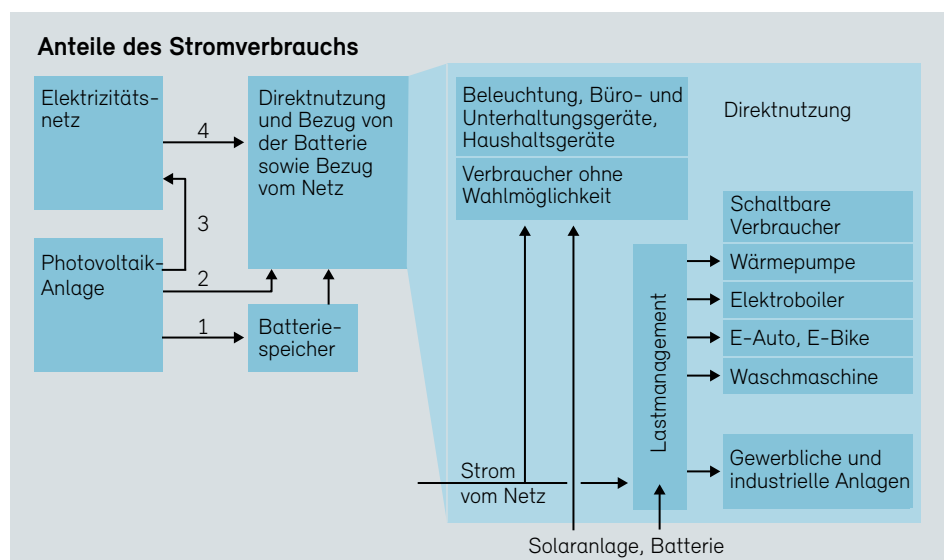 Anteile des Stromverbrauchs
Elektrizitäts-
netz
4
3
Photovoltaik-
Anlage
2
1
Direktnutzung
und Bezug von
der Batterie
sowie Bezug
vom Netz
Batterie-
speicher
Beleuchtung, Büro- und
Unterhaltungsgeräte,
Haushaltsgeräte
Verbraucher ohne
Wahlmöglichkeit
Direktnutzung
Schaltbare
Verbraucher
Wärmepumpe
Elektroboiler
E-Auto, E-Bike
Waschmaschine
Gewerbliche und
industrielle Anlagen
Lastmanagement
Strom
vom Netz
Solaranlage, Batterie